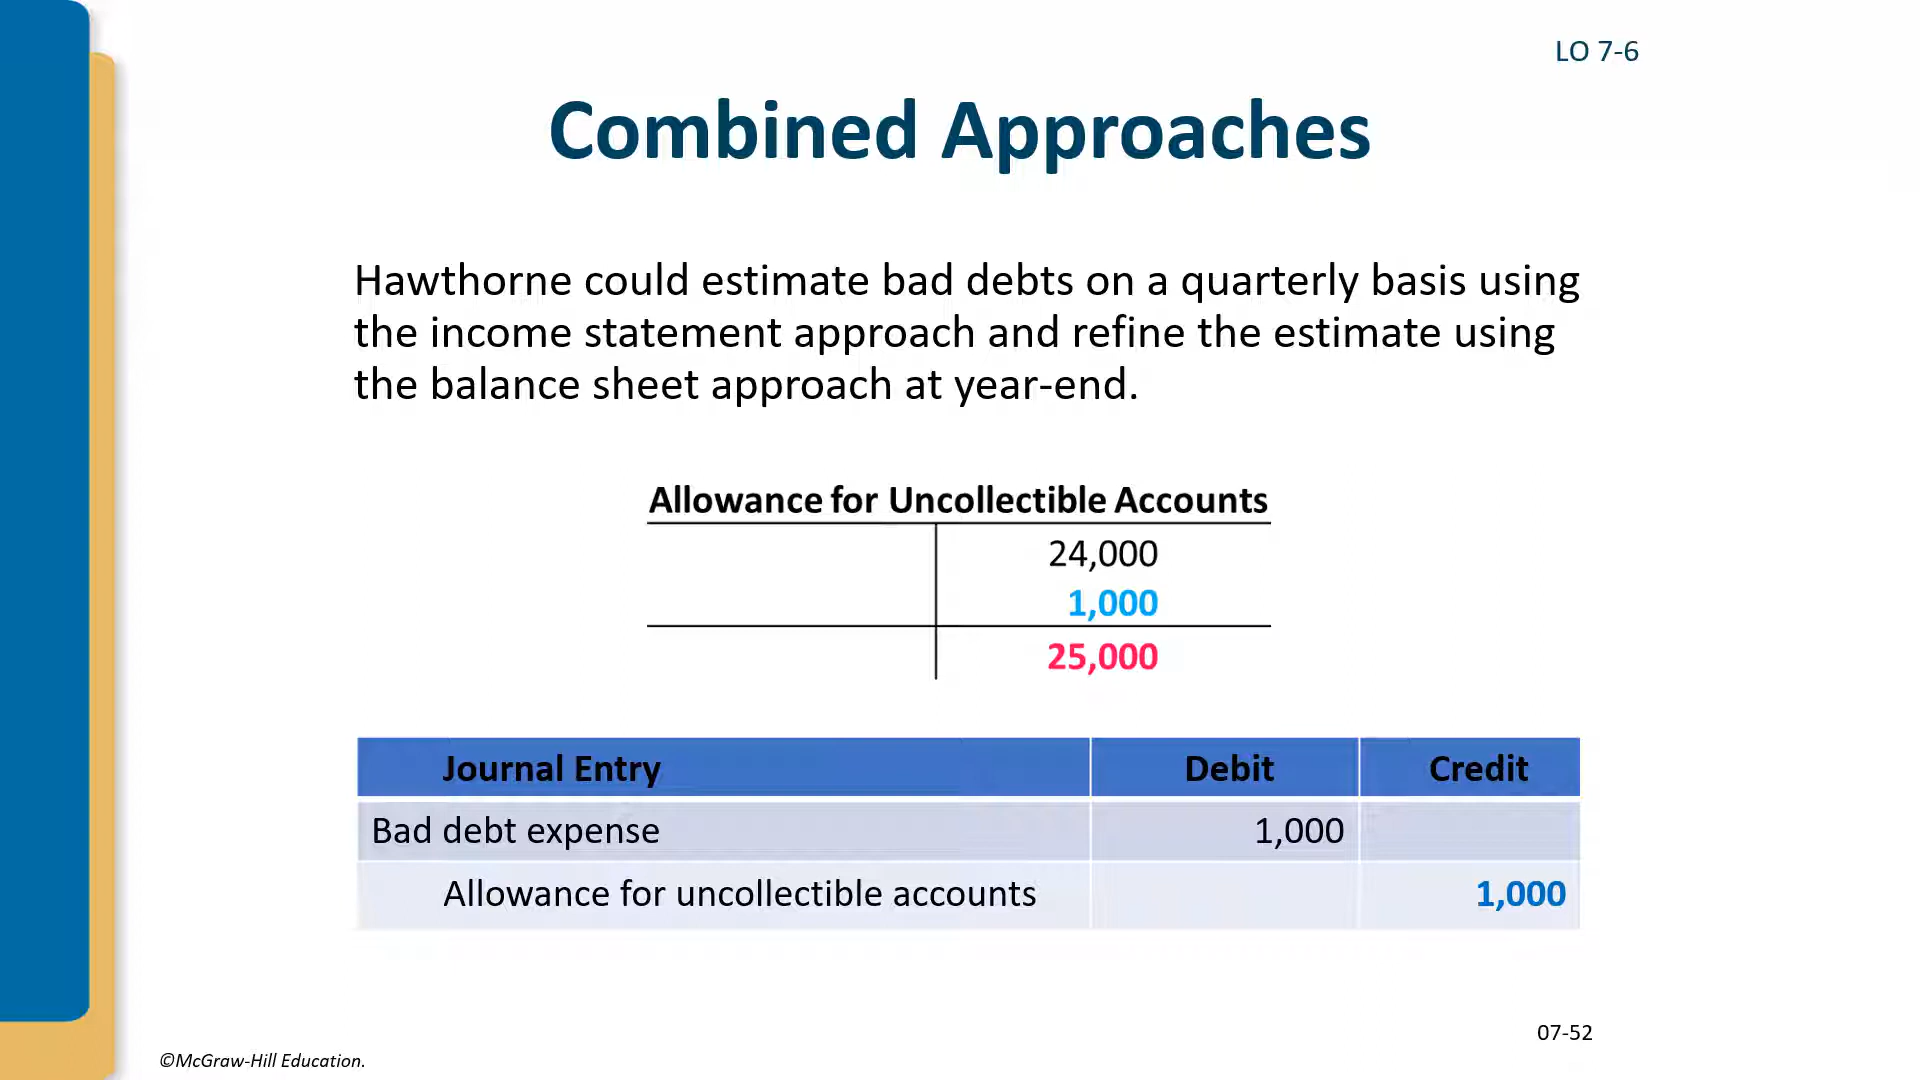 LO 7-6
Combined Approaches
Hawthorne could estimate bad debts on a quarterly basis using
the income statement approach and refine the estimate using
the balance sheet approach at year-end.
Allowance for Uncollectible Accounts
24,000
1,000
25,000
Journal Entry Debit Credit
Bad debt expense 1,000
Allowance for uncollectible accounts 1,000
07-52
©McGraw-Hill Education.